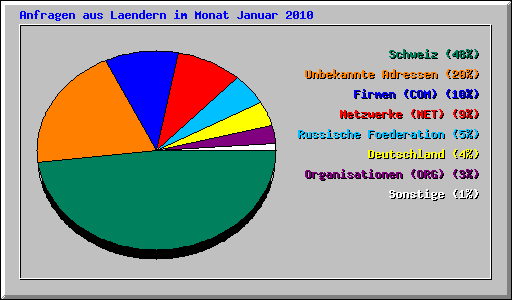 Anfragen aus Laendern im Monat Januar 2010
Schweiz (48%)
Unbekannte Adressen (20%)
Firmen (COM) (10%)
Netzwerke (NET) (9%)
Russische Foederation (5%)
Deutschland (4%)
Organisationen (ORG) (3%)
Sonstige (1%)